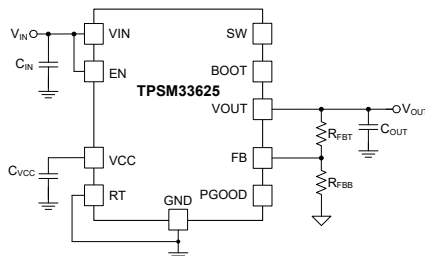 VIN
VIN
SW
CIN
EN
BOOT
TPSM33625
VOUT
VOUT
RFBT
COUT
VCC
FB
CVCC
RFBB
RT
GND
PGOOD